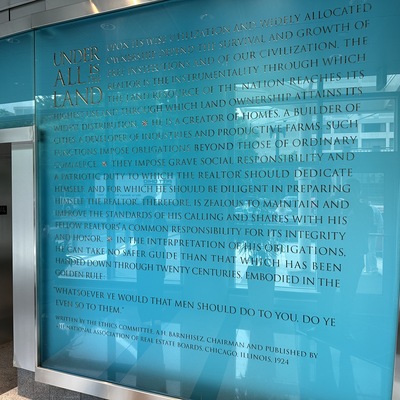 UNDER
ALL IS
THE
LAND
UPON ITS WISE UTILIZATION AND WIDELY ALLOCATED
OWNERSHIP DEPEND THE SURVIVAL AND GROWTH OF
FREE INSTITUTIONS AND OF OUR CIVILIZATION. THE
REALTOR IS THE INSTRUMENTALITY THROUGH WHICH
THE LAND RESOURCE OF THE NATION REACHES ITS
HIGHEST USE AND THROUGH WHICH LAND OWNERSHIP ATTAINS ITS
WIDEST DISTRIBUTION. HE IS A CREATOR OF HOMES, A BUILDER OF
CITIES, A DEVELOPER OF INDUSTRIES AND PRODUCTIVE FARMS. SUCH
FUNCTIONS IMPOSE OBLIGATIONS BEYOND THOSE OF ORDINARY
COMMERCE. THEY IMPOSE GRAVE SOCIAL RESPONSIBILITY AND
A PATRIOTIC DUTY TO WHICH THE REALTOR SHOULD DEDICATE
HIMSELF, AND FOR WHICH HE SHOULD BE DILIGENT IN PREPARING
HIMSELF. THE REALTOR, THEREFORE, IS ZEALOUS TO MAINTAIN AND
IMPROVE THE STANDARDS OF HIS CALLING AND SHARES WITH HIS
FELLOW REALTORS A COMMON RESPONSIBILITY FOR ITS INTEGRITY
AND HONOR. IN THE INTERPRETATION OF HIS OBLIGATIONS,
HE CAN TAKE NO SAFER GUIDE THAN THAT WHICH HAS BEEN
HANDED DOWN THROUGH TWENTY CENTURIES, EMBODIED IN THE
GOLDEN RULE:
"WHATSOEVER YE WOULD THAT MEN SHOULD DO TO YOU, DO YE
EVEN SO TO THEM."
WRITTEN BY THE ETHICS COMMITTEE, A.H. BARNHISEZ, CHAIRMAN AND PUBLISHED BY
THE NATIONAL ASSOCIATION OF REAL ESTATE BOARDS, CHICAGO, ILLINOIS, 1924